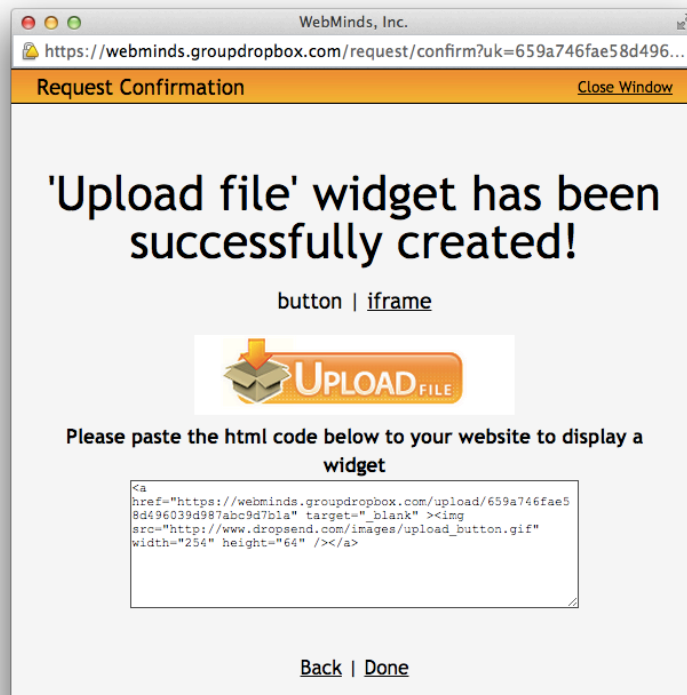 WebMinds, Inc.
https://webminds.groupdropbox.com/request/confirm?uk=659a746fae58d496...
Request Confirmation
Close Window
'Upload file' widget has been
successfully created!
button | iframe
UPLOAD FILE
Please paste the html code below to your website to display a
widget
<a
href="https://webminds.groupdropbox.com/upload/659a746fae5
8d496039d987abc9d7b1a" target="_blank" ><img
src="http://www.dropsend.com/images/upload_button.gif"
width="254" height="64" /></a>
Back | Done